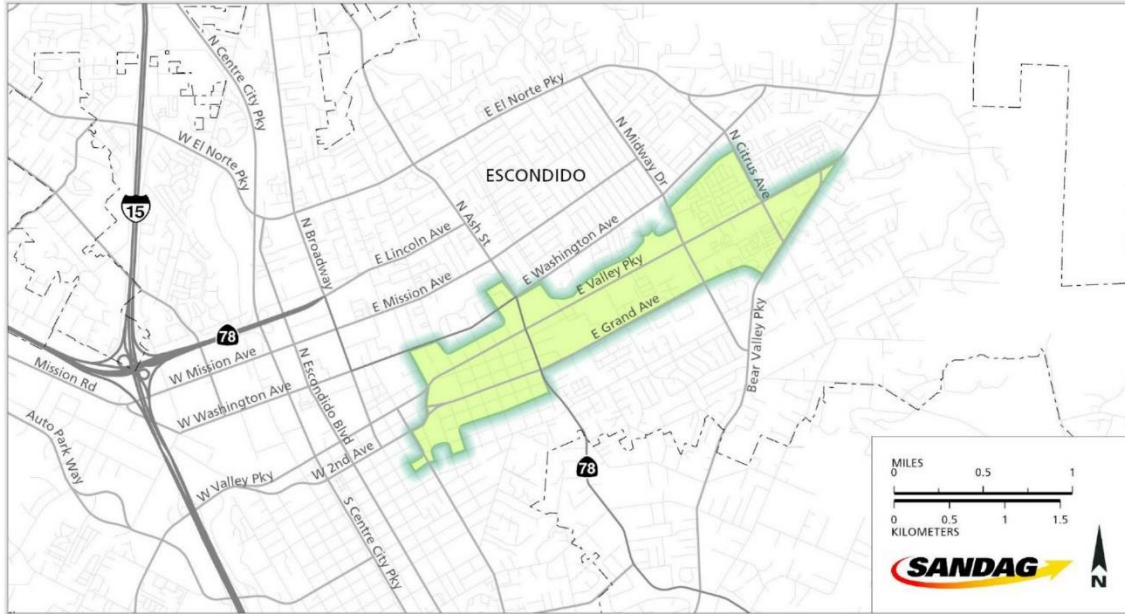 N Centre City Pky
E El Norte Pky
W El Norte Pky
N Midway Dr
N Citrus Ave
ESCONDIDO
15
N Broadway
N Ash St
E Lincoln Ave
E Washington Ave
E Mission Ave
E Valley Pky
E Grand Ave
78
Mission Rd
W Mission Ave
W Washington Ave
N Escondido Blvd
Bear Valley Pky
Auto Park Way
W Valley Pky
W 2nd Ave
S Centre City Pky
78
MILES
0 0.5 1
0 0.5 1 1.5
KILOMETERS
SANDAG
N